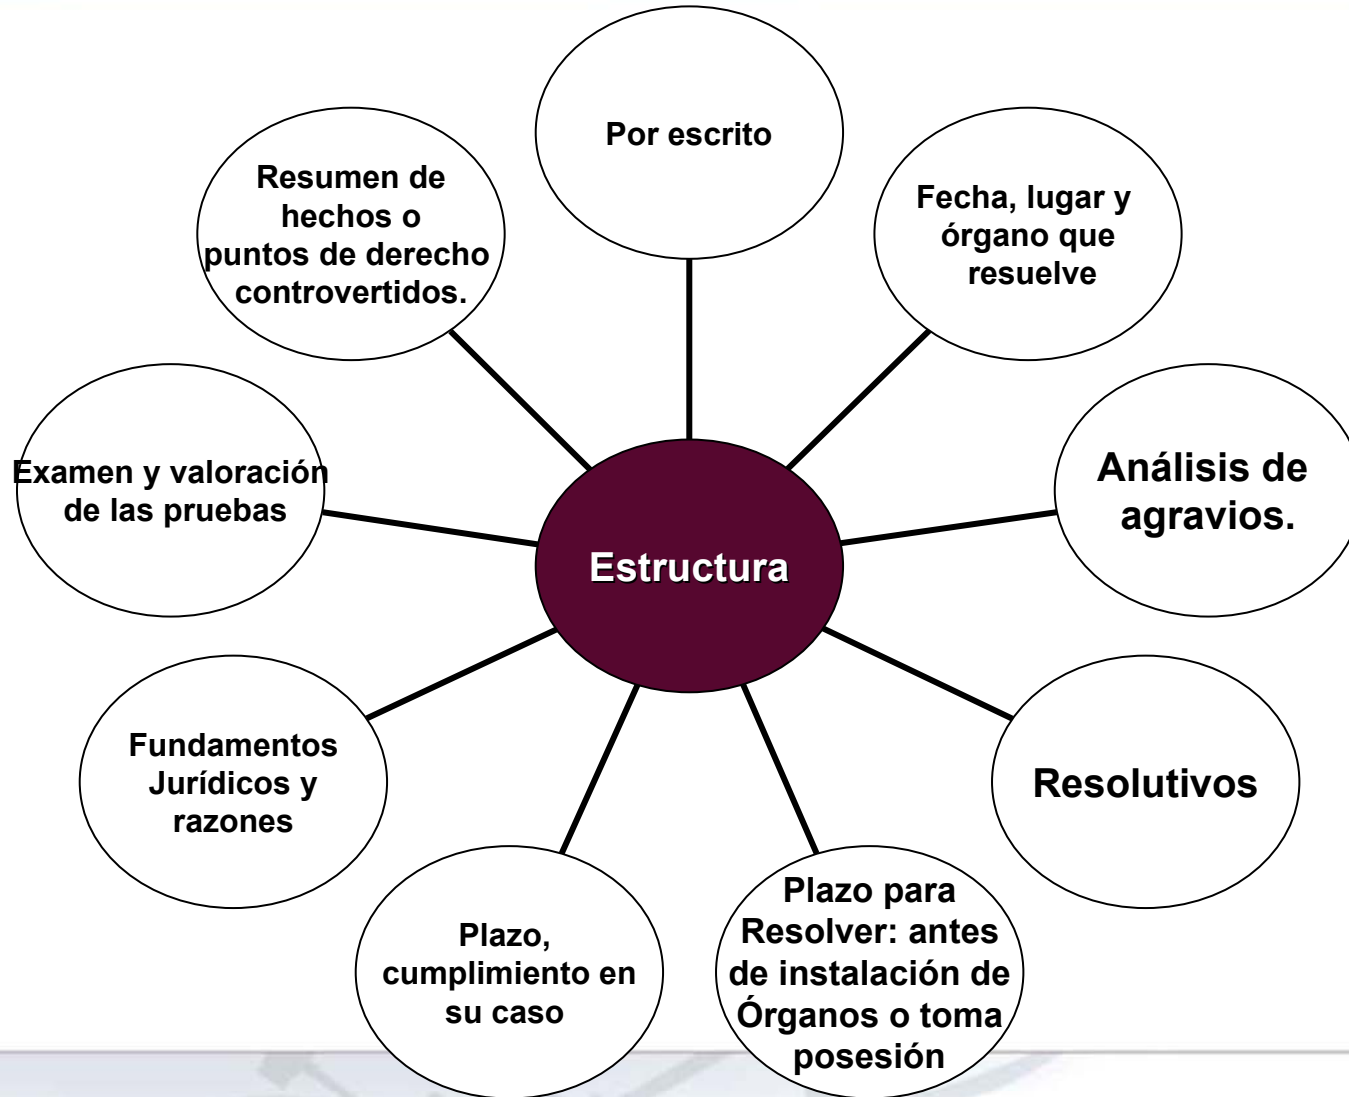 Por escrito
Fecha, lugar y
órgano que
resuelve
Análisis de
agravios.
Resolutivos
Plazo para
Resolver: antes
de instalación de
Órganos o toma
posesión
Plazo,
cumplimiento en
su caso
Fundamentos
Jurídicos y
razones
Examen y valoración
de las pruebas
Resumen de
hechos o
puntos de derecho
controvertidos.
Estructura